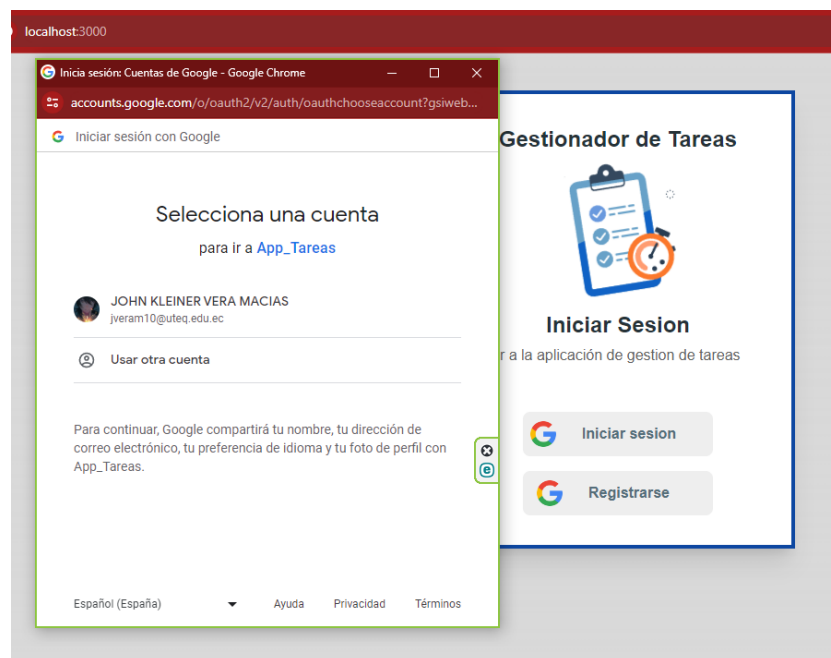 localhost:3000
Inicia sesión: Cuentas de Google - Google Chrome
accounts.google.com/o/oauth2/v2/auth/oauthchooseaccount?gsiweb...
Iniciar sesión con Google
Selecciona una cuenta
para ir a App_Tareas
JOHN KLEINER VERA MACIAS
jveram10@uteq.edu.ec
Usar otra cuenta
Para continuar, Google compartirá tu nombre, tu dirección de
correo electrónico, tu preferencia de idioma y tu foto de perfil con
App_Tareas.
Español (España)
Ayuda
Privacidad
Términos
Gestionador de Tareas
Iniciar Sesion
r a la aplicación de gestion de tareas
Iniciar sesion
Registrarse